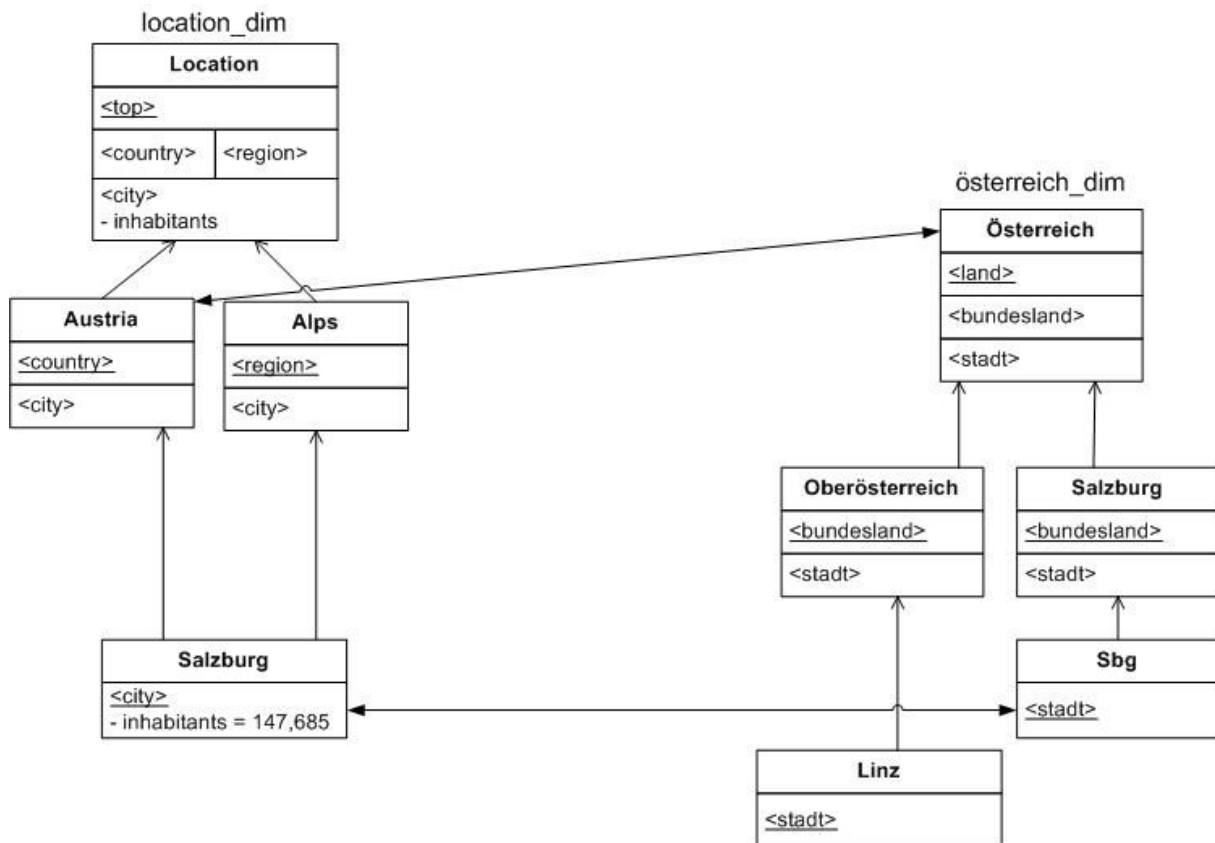 location_dim
Location
<top>
<country> <region>
<city>
- inhabitants
österreich_dim
Österreich
<land>
<bundesland>
<stadt>
Austria
<country>
<city>
Alps
<region>
<city>
Oberösterreich
<bundesland>
<stadt>
Salzburg
<bundesland>
<stadt>
Salzburg
<city>
- inhabitants = 147,685
Sbg
<stadt>
Linz
<stadt>